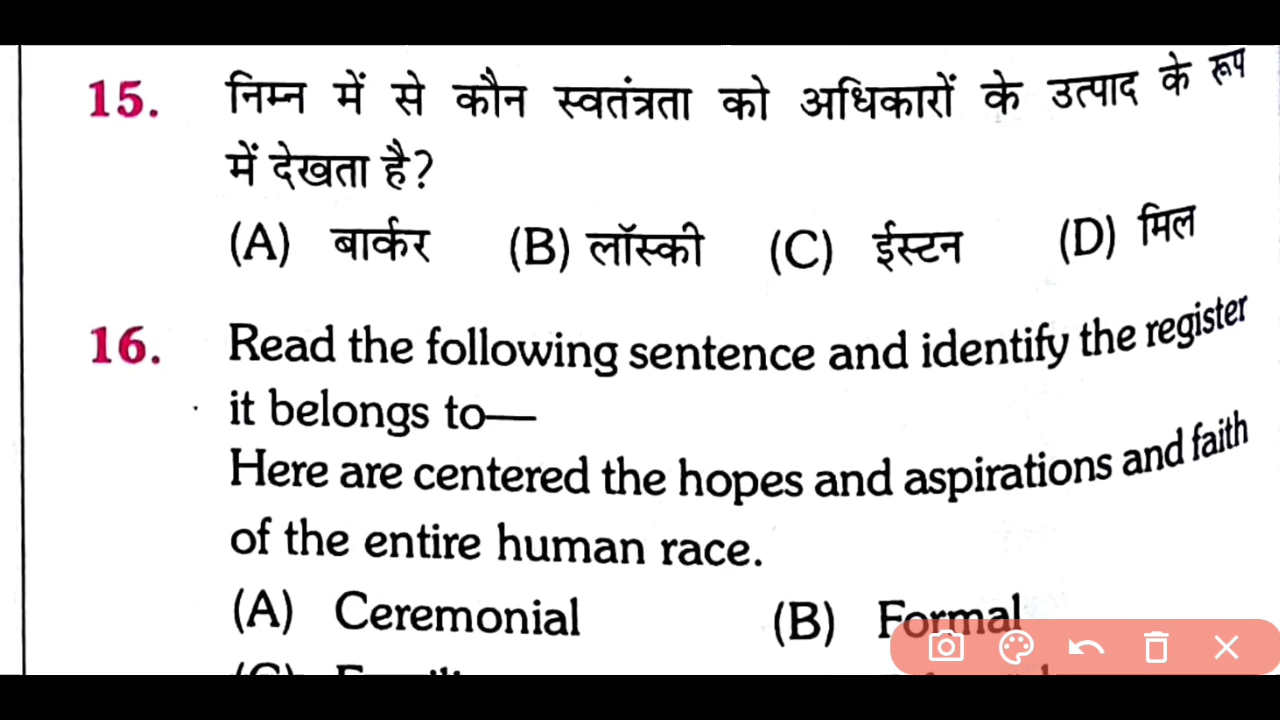 15. निम्न में से कौन स्वतंत्रता को अधिकारों के उत्पाद के रूप
में देखता है?
(A) बार्कर (B) लॉस्की (C) ईस्टन (D) मिल
16. Read the following sentence and identify the register
it belongs to—
Here are centered the hopes and aspirations and faith
of the entire human race.
(A) Ceremonial (B) Formal